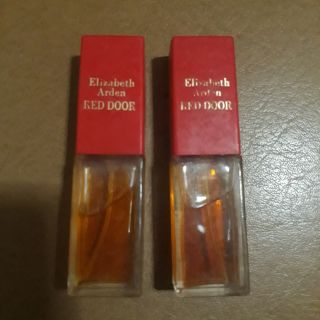 Elizabeth
Arden
RED DOOR
Elizabeth
Arden
RED DOOR